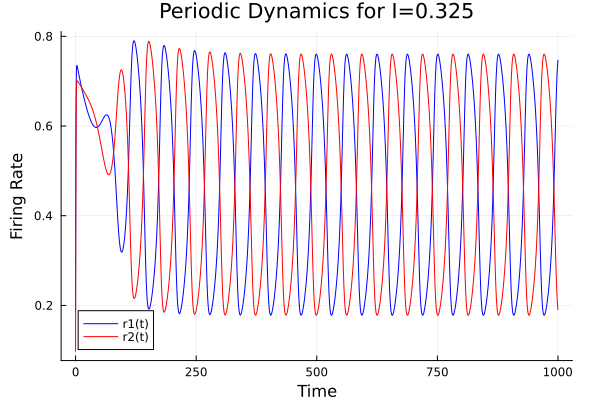 Periodic Dynamics for I=0.325
Firing Rate
0.8
0.6
0.4
0.2
r1(t)
r2(t)
0
250
500
750
1000
Time